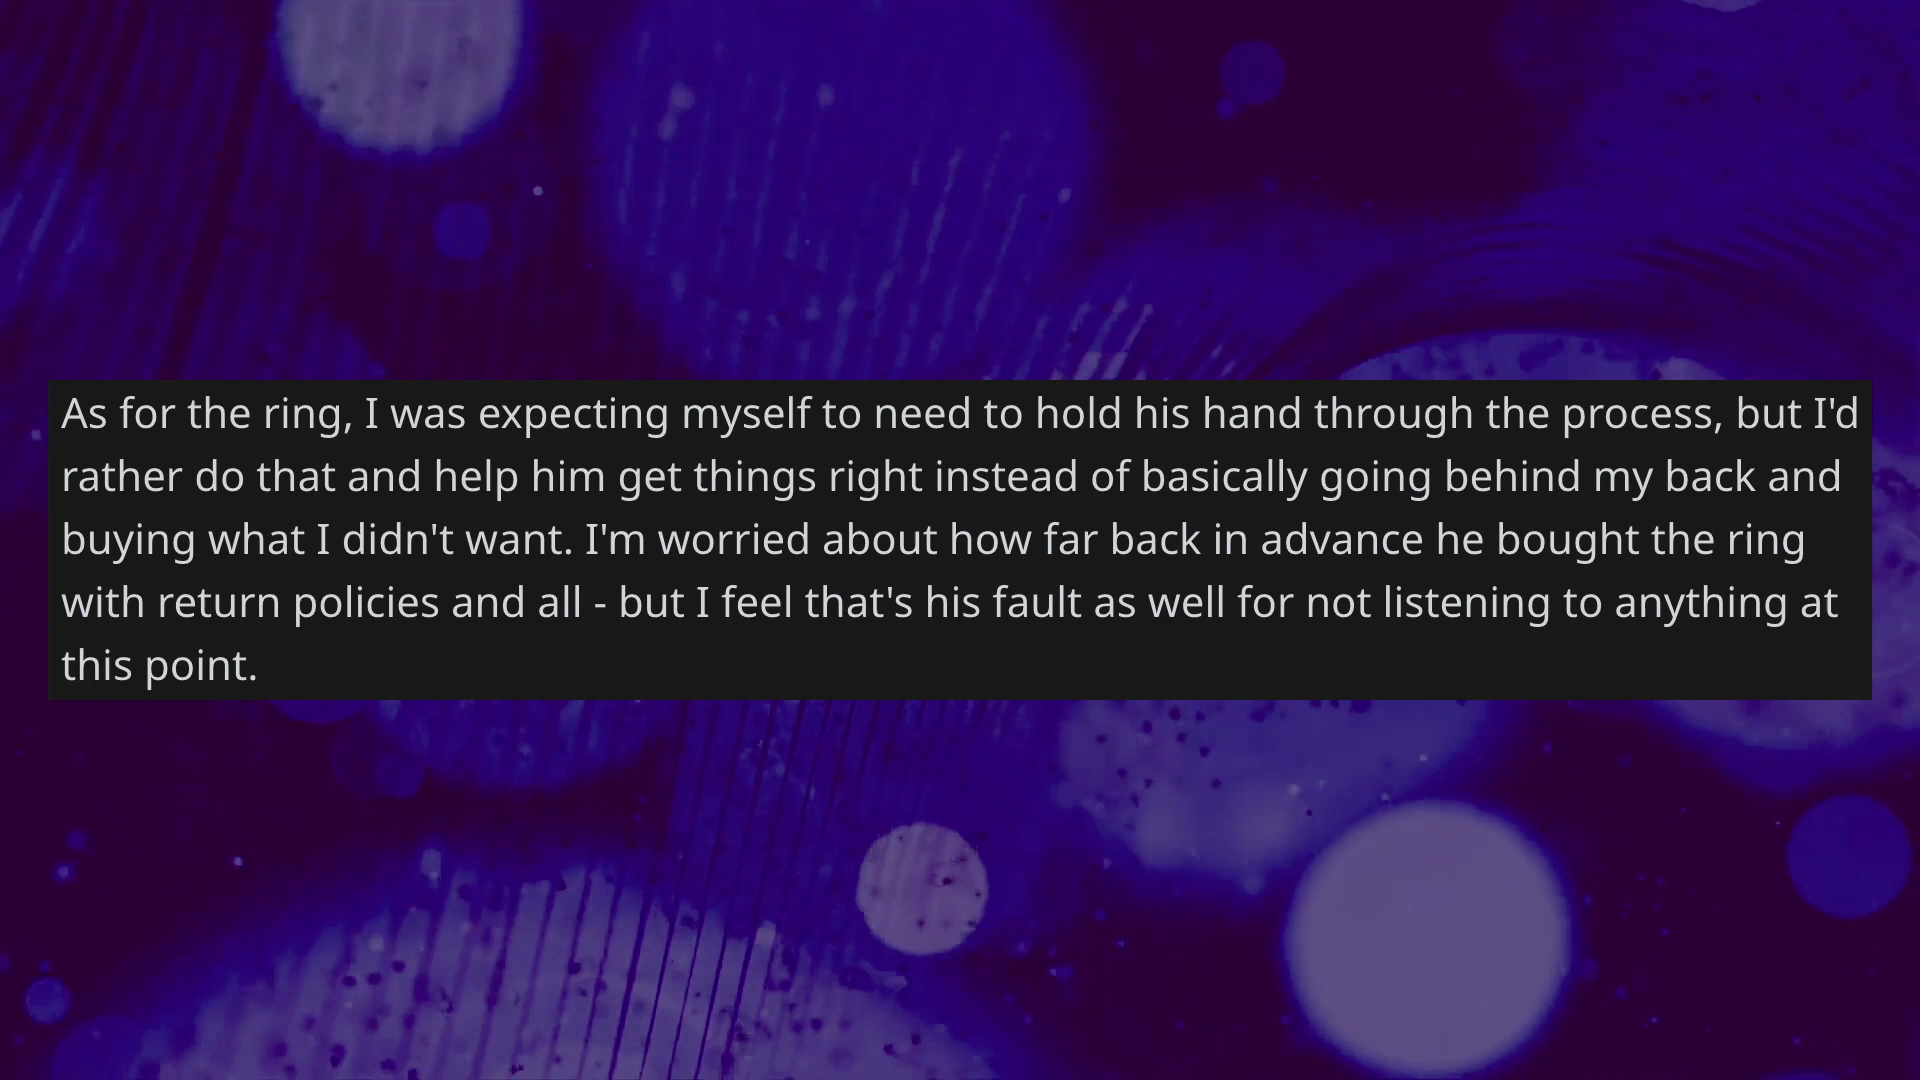 As for the ring, I was expecting myself to need to hold his hand through the process, but I'd
rather do that and help him get things right instead of basically going behind my back and
buying what I didn't want. I'm worried about how far back in advance he bought the ring
with return policies and all - but I feel that's his fault as well for not listening to anything at
this point.